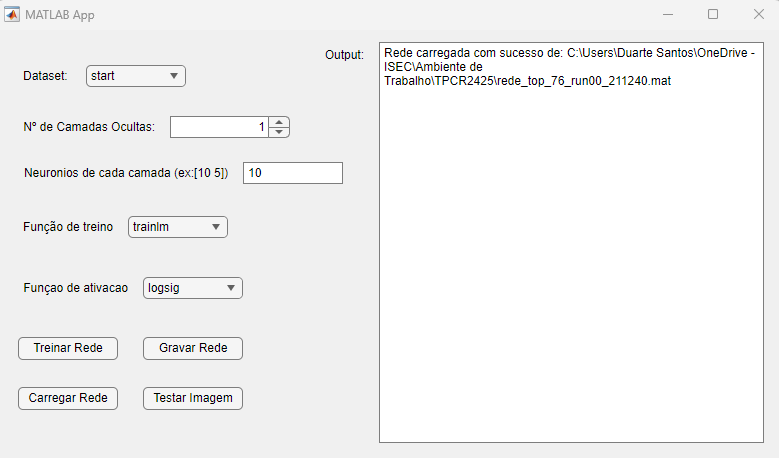 MATLAB App
Dataset:
start
Nº de Camadas Ocultas:
1
Neuronios de cada camada (ex:[10 5])
10
Função de treino
trainlm
Funçao de ativacao
logsig
Treinar Rede
Gravar Rede
Carregar Rede
Testar Imagem
Output:
Rede carregada com sucesso de: C:\Users\Duarte Santos\OneDrive -
ISEC\Ambiente de
Trabalho\TPCR2425\rede_top_76_run00_211240.mat